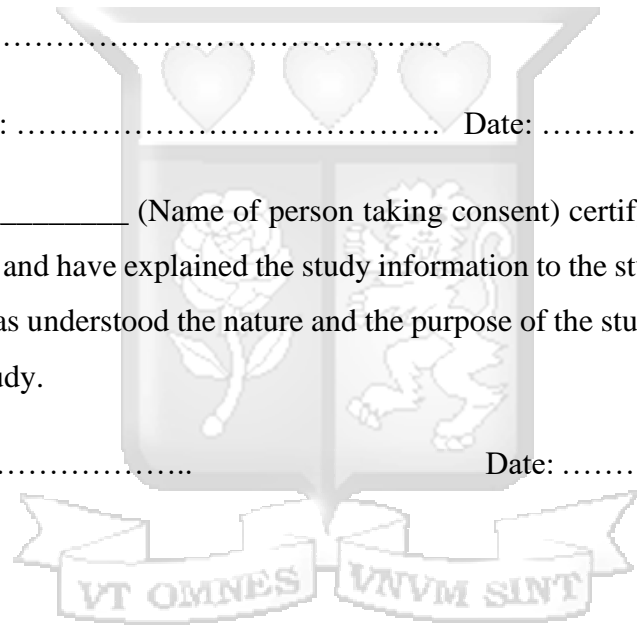 ………………………………………...
: …………………………………. Date: ………
________ (Name of person taking consent) certif
and have explained the study information to the st
as understood the nature and the purpose of the stu
udy.
……………….. Date: ……
VT OMNES VNVM SINT